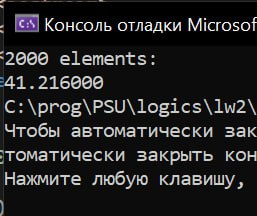 Консоль отладки Microsof
2000 elements:
41.216000
C:\prog\PSU\logics\lw2\
Чтобы автоматически зак
томатически закрыть кон
Нажмите любую клавишу,